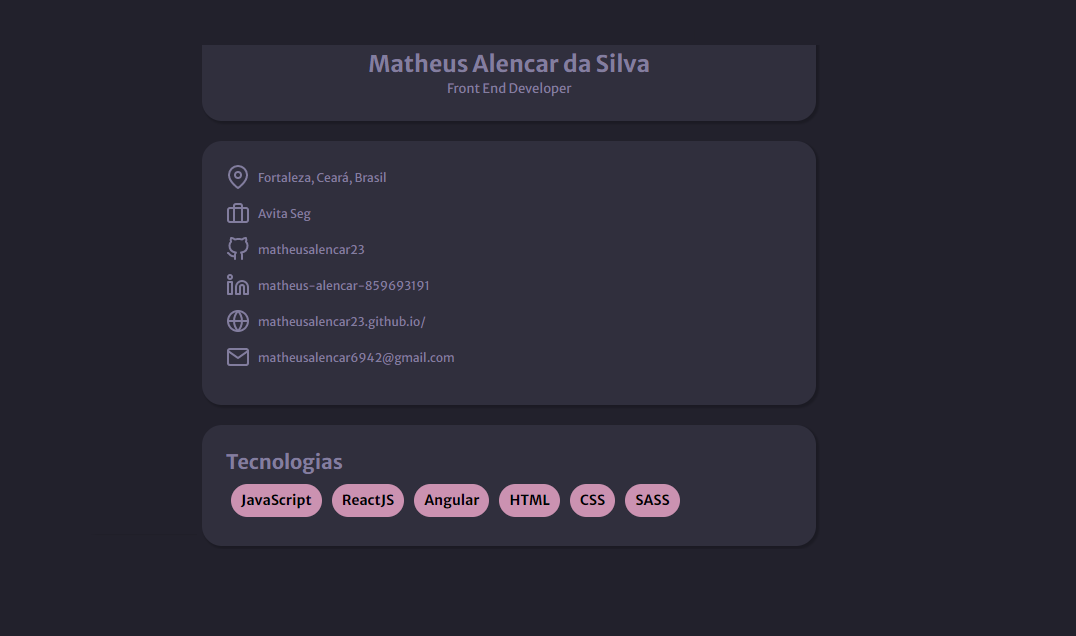 Matheus Alencar da Silva
Front End Developer
Fortaleza, Ceará, Brasil
Avita Seg
matheusalencar23
matheus-alencar-859693191
matheusalencar23.github.io/
matheusalencar6942@gmail.com
Tecnologias
JavaScript ReactJS Angular HTML CSS SASS